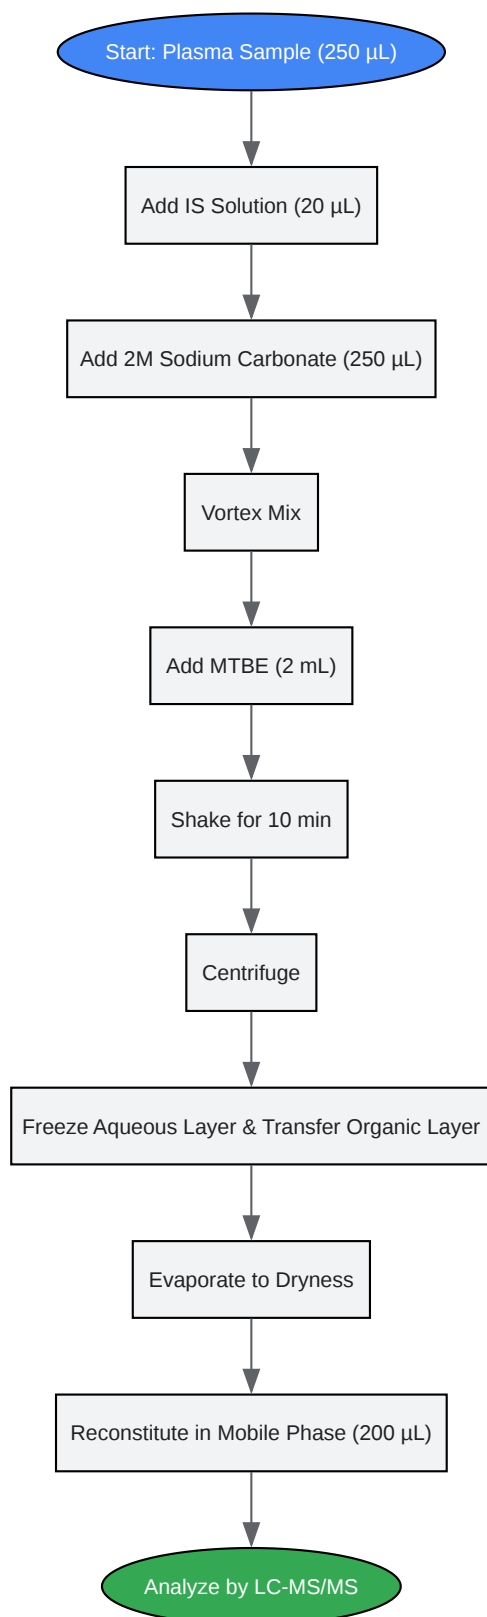 Start: Plasma Sample (250 µL)
Add IS Solution (20 µL)
Add 2M Sodium Carbonate (250 µL)
Vortex Mix
Add MTBE (2 mL)
Shake for 10 min
Centrifuge
Freeze Aqueous Layer & Transfer Organic Layer
Evaporate to Dryness
Reconstitute in Mobile Phase (200 µL)
Analyze by LC-MS/MS